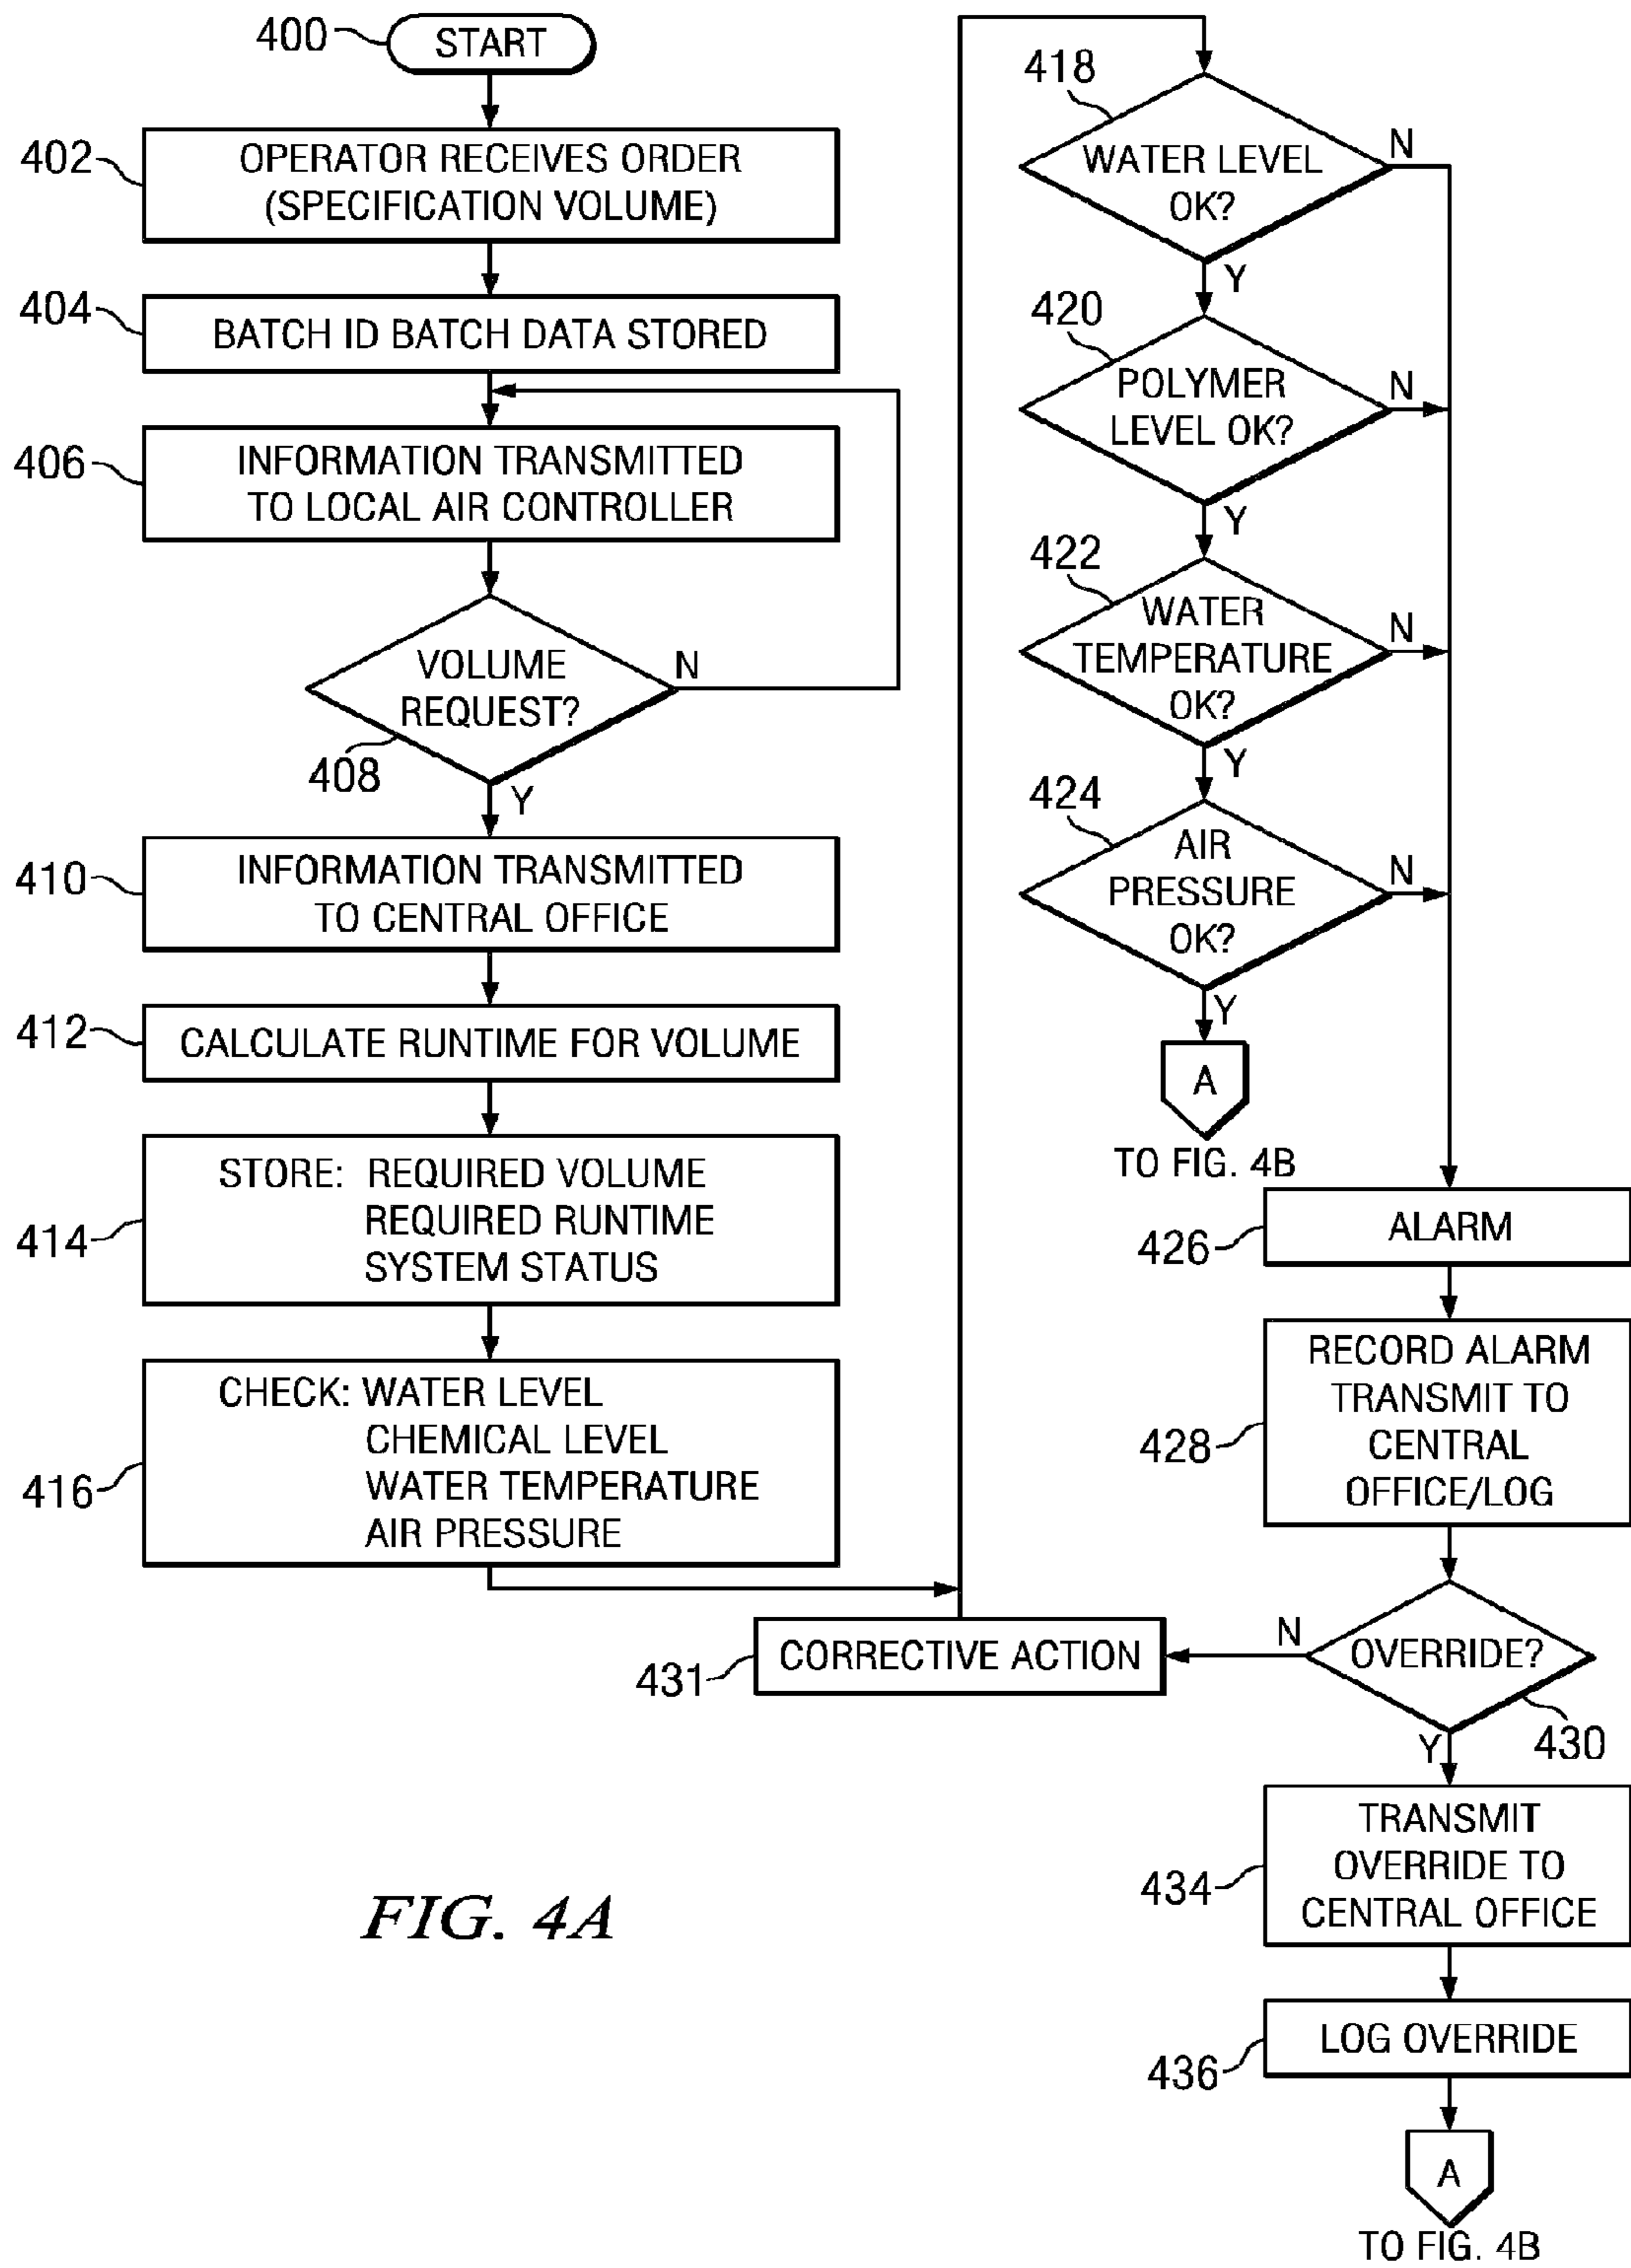 400
START
402
OPERATOR RECEIVES ORDER
(SPECIFICATION VOLUME)
404
BATCH ID BATCH DATA STORED
406
INFORMATION TRANSMITTED
TO LOCAL AIR CONTROLLER
VOLUME
REQUEST?
N
408
Y
410
INFORMATION TRANSMITTED
TO CENTRAL OFFICE
412
CALCULATE RUNTIME FOR VOLUME
414
STORE: REQUIRED VOLUME
REQUIRED RUNTIME
SYSTEM STATUS
416
CHECK: WATER LEVEL
CHEMICAL LEVEL
WATER TEMPERATURE
AIR PRESSURE
418
WATER LEVEL
OK?
N
Y
420
POLYMER
LEVEL OK?
N
Y
422
WATER
TEMPERATURE
OK?
N
Y
424
AIR
PRESSURE
OK?
N
Y
A
TO FIG. 4B
426
ALARM
428
RECORD ALARM
TRANSMIT TO
CENTRAL
OFFICE/LOG
OVERRIDE?
430
N
431
CORRECTIVE ACTION
Y
434
TRANSMIT
OVERRIDE TO
CENTRAL OFFICE
436
LOG OVERRIDE
A
TO FIG. 4B
FIG. 4A